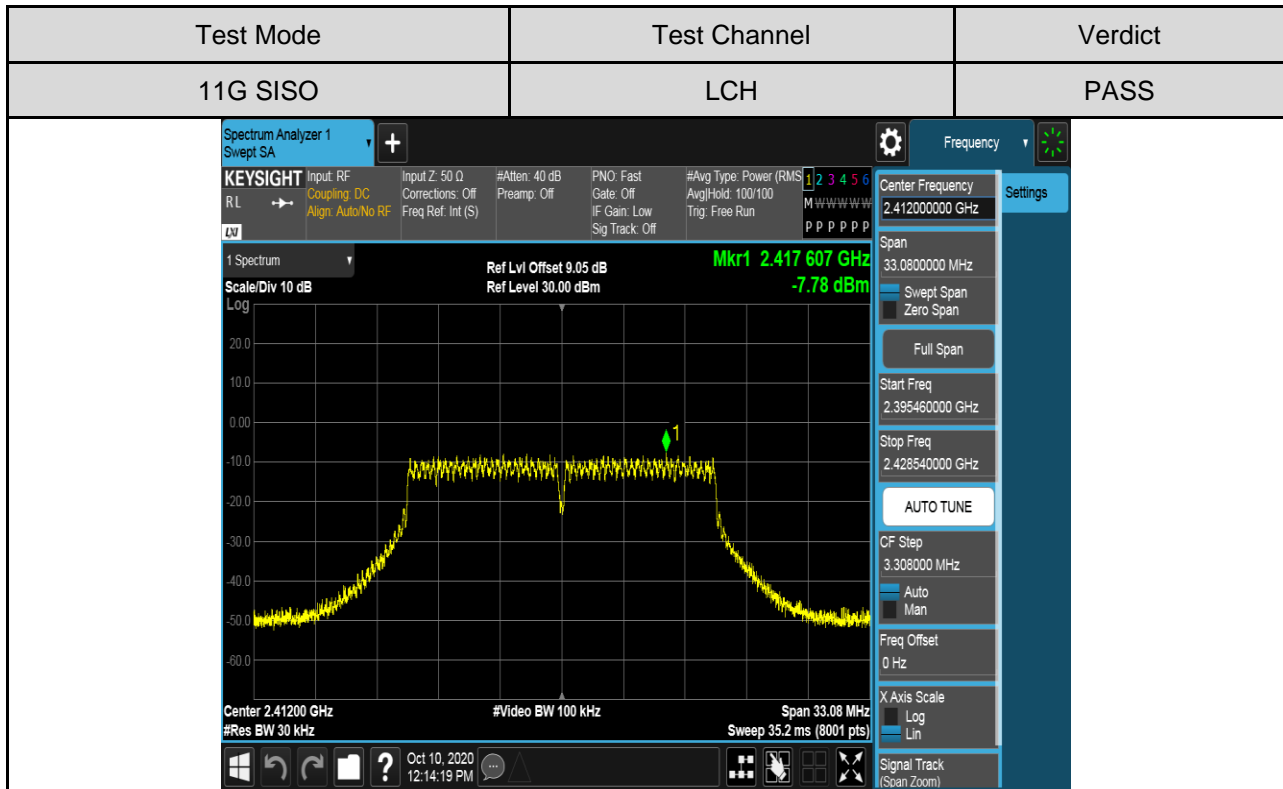 Test Mode Test Channel Verdict
11G SISO LCH PASS
Spectrum Analyzer 1
Swept SA
+
Frequency
KEYSIGHT Input: RF Input Z: 50 Ω #Atten: 40 dB PNO: Fast #Avg Type: Power (RMS 1 2 3 4 5 6
RL Coupling: DC Corrections: Off Preamp: Off Gate: Off Avg|Hold: 100/100 M W W W W W
Align: Auto/No RF Freq Ref: Int (S) IF Gain: Low Trig: Free Run
LXI Sig Track: Off P P P P P P
1 Spectrum
Ref Lvl Offset 9.05 dB
Mkr1 2.417 607 GHz
Scale/Div 10 dB
Ref Level 30.00 dBm
-7.78 dBm
Log
20.0
10.0
0.00
1
-10.0
-20.0
-30.0
-40.0
-50.0
-60.0
Center 2.41200 GHz #Video BW 100 kHz Span 33.08 MHz
#Res BW 30 kHz Sweep 35.2 ms (8001 pts)
Center Frequency
2.412000000 GHz
Settings
Span
33.0800000 MHz
Swept Span
Zero Span
Full Span
Start Freq
2.395460000 GHz
Stop Freq
2.428540000 GHz
AUTO TUNE
CF Step
3.308000 MHz
Auto
Man
Freq Offset
0 Hz
X Axis Scale
Log
Lin
Signal Track
(Span Zoom)
? Oct 10, 2020
12:14:19 PM